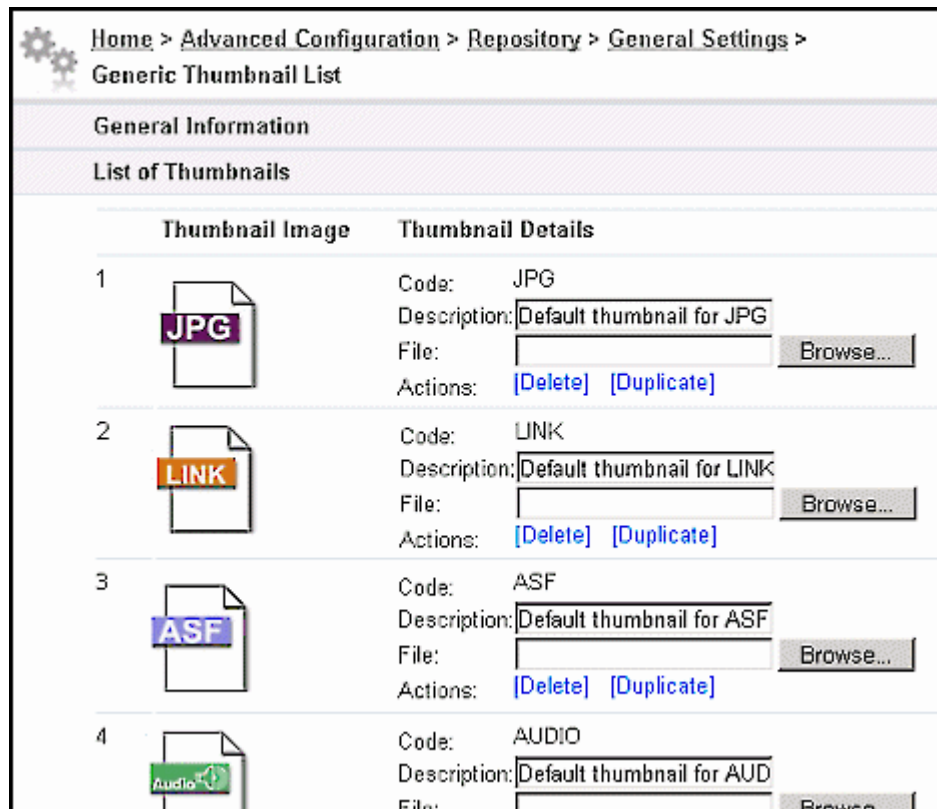 Home > Advanced Configuration > Repository > General Settings >
Generic Thumbnail List
General Information
List of Thumbnails
Thumbnail Image Thumbnail Details
1
JPG
Code: JPG
Description: Default thumbnail for JPG
File: Browse...
Actions: [Delete] [Duplicate]
2
LINK
Code: LINK
Description: Default thumbnail for LINK
File: Browse...
Actions: [Delete] [Duplicate]
3
ASF
Code: ASF
Description: Default thumbnail for ASF
File: Browse...
Actions: [Delete] [Duplicate]
4
Audio
Code: AUDIO
Description: Default thumbnail for AUD
File: Browse...